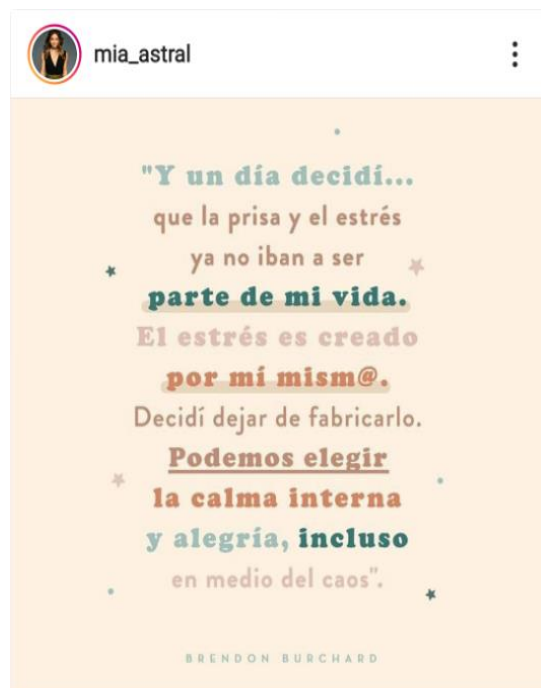 mia_astral
"Y un día decidí...
que la prisa y el estrés
ya no iban a ser
parte de mi vida.
El estrés es creado
por mí mism@.
Decidí dejar de fabricarlo.
Podemos elegir
la calma interna
y alegría, incluso
en medio del caos".
BRENDON BURCHARD